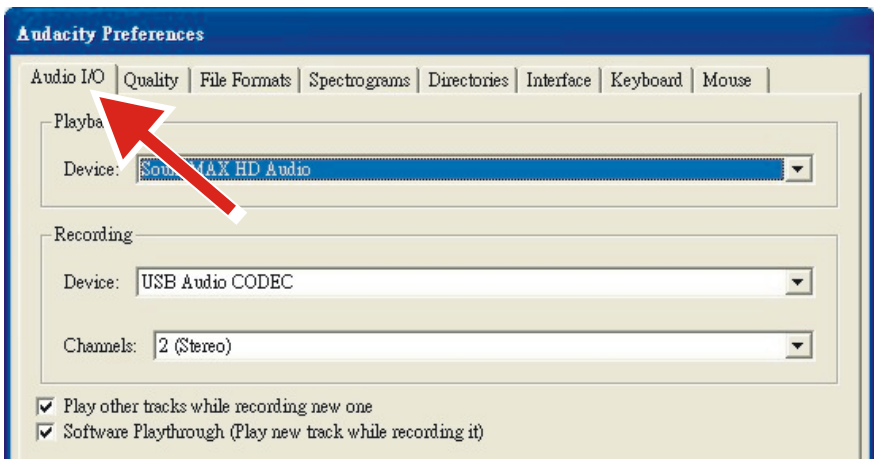 Audacity Preferences
Audio I/O Quality File Formats Spectrograms Directories Interface Keyboard Mouse
Device: MAX HD Audio
Recording
Device: USB Audio CODEC
Channels: 2 (Stereo)
Play other tracks while recording new one
Software Playthrough (Play new track while recording it)